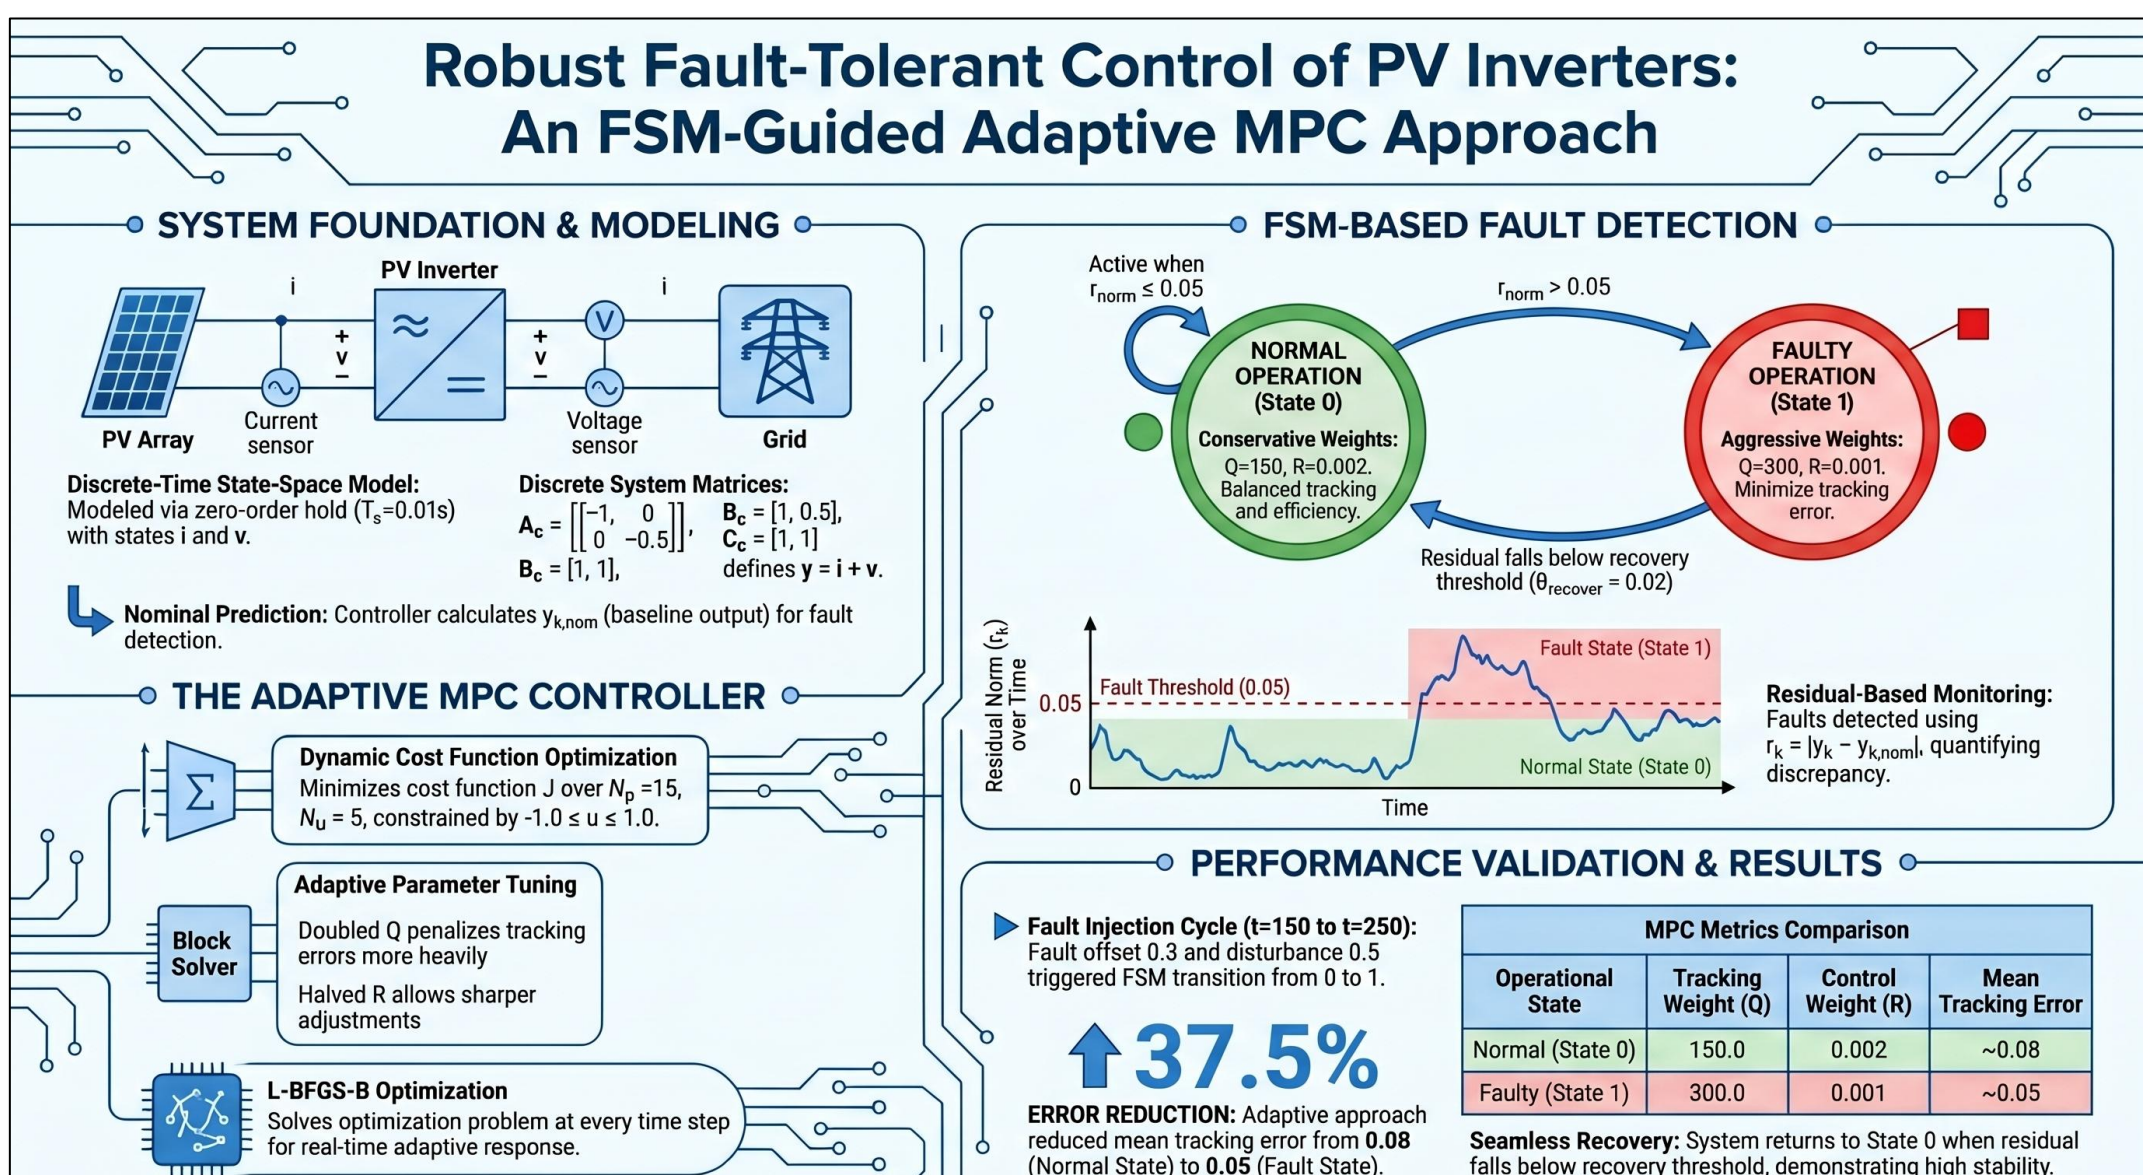 Robust Fault-Tolerant Control of PV Inverters:
An FSM-Guided Adaptive MPC Approach
SYSTEM FOUNDATION & MODELING
PV Inverter
i
i
+
v
−
+
v
−
V
Current
sensor
Voltage
sensor
PV Array
Grid
Discrete-Time State-Space Model:
Modeled via zero-order hold (Tₛ=0.01s)
with states i and v.
Discrete System Matrices:
A_c = [[−1, 0]
[0 −0.5]],
B_c = [1, 1],
B_c = [1, 0.5],
C_c = [1, 1]
defines y = i + v.
Nominal Prediction: Controller calculates y_k,nom (baseline output) for fault
detection.
THE ADAPTIVE MPC CONTROLLER
Σ
Dynamic Cost Function Optimization
Minimizes cost function J over N_p =15,
N_u = 5, constrained by -1.0 ≤ u ≤ 1.0.
Block
Solver
Adaptive Parameter Tuning
Doubled Q penalizes tracking
errors more heavily
Halved R allows sharper
adjustments
L-BFGS-B Optimization
Solves optimization problem at every time step
for real-time adaptive response.
FSM-BASED FAULT DETECTION
Active when
r_norm ≤ 0.05
r_norm > 0.05
NORMAL
OPERATION
(State 0)
Conservative Weights:
Q=150, R=0.002.
Balanced tracking
and efficiency.
FAULTY
OPERATION
(State 1)
Aggressive Weights:
Q=300, R=0.001.
Minimize tracking
error.
Residual falls below recovery
threshold (θ_recover = 0.02)
Residual Norm (r_k)
over Time
0.05
0
Fault Threshold (0.05)
Fault State (State 1)
Normal State (State 0)
Time
Residual-Based Monitoring:
Faults detected using
r_k = |y_k − y_k,nom|, quantifying
discrepancy.
PERFORMANCE VALIDATION & RESULTS
Fault Injection Cycle (t=150 to t=250):
Fault offset 0.3 and disturbance 0.5
triggered FSM transition from 0 to 1.
37.5%
ERROR REDUCTION: Adaptive approach
reduced mean tracking error from 0.08
(Normal State) to 0.05 (Fault State).
MPC Metrics Comparison
Operational State | Tracking Weight (Q) | Control Weight (R) | Mean Tracking Error
Normal (State 0) | 150.0 | 0.002 | ~0.08
Faulty (State 1) | 300.0 | 0.001 | ~0.05
Seamless Recovery: System returns to State 0 when residual
falls below recovery threshold, demonstrating high stability.